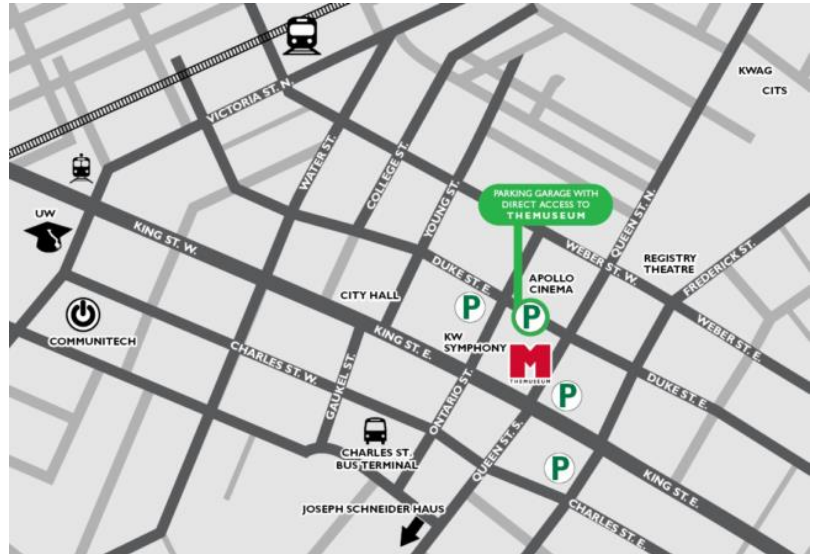 KWAG
CITS
VICTORIA ST. N.
WATER ST.
COLLEGE ST.
YOUNG ST.
PARKING GARAGE WITH
DIRECT ACCESS TO
THEMUSEUM
QUEEN ST. N.
UW
KING ST. W.
WEBER ST. W.
REGISTRY
THEATRE
FREDERICK ST.
DUKE ST. E.
APOLLO
CINEMA
CITY HALL
P
P
COMMUNITECH
KING ST. E.
KW
SYMPHONY
M
THEMUSEUM
WEBER ST. E.
CHARLES ST. W.
GAUKEL ST.
ONTARIO ST.
P
DUKE ST. E.
QUEEN ST. S.
CHARLES ST.
BUS TERMINAL
P
KING ST. E.
JOSEPH SCHNEIDER HAUS
CHARLES ST. E.